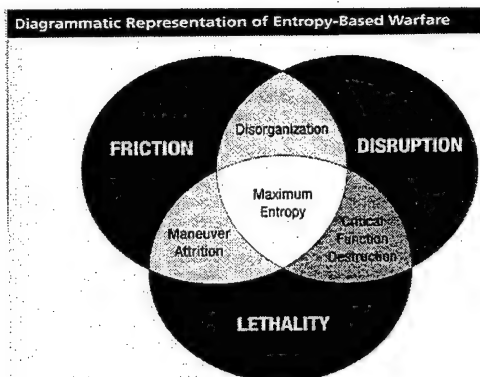 Diagrammatic Representation of Entropy-Based Warfare
Disorganization
FRICTION
DISRUPTION
Maximum
Entropy
Maneuver
Attrition
Critical
Function
Destruction
LETHALITY